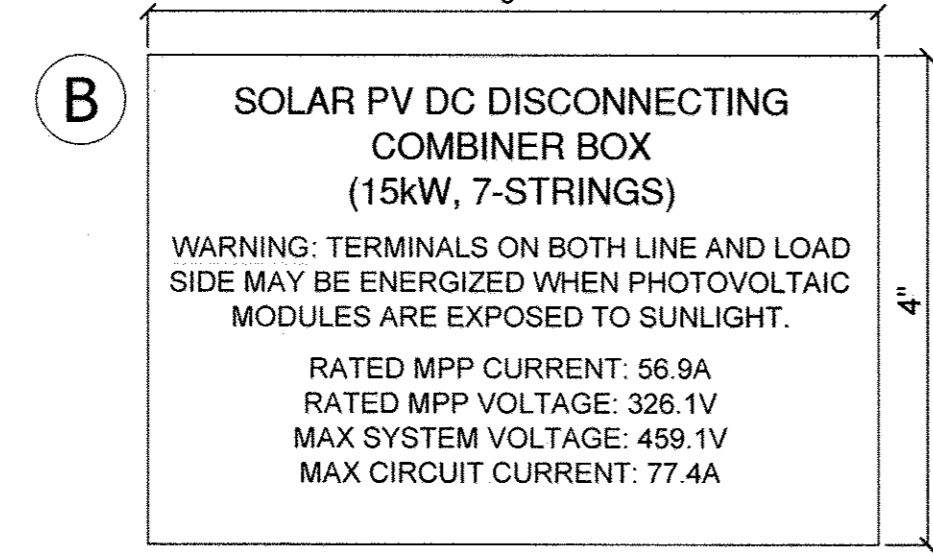 B
SOLAR PV DC DISCONNECTING
COMBINER BOX
(15kW, 7-STRINGS)
WARNING: TERMINALS ON BOTH LINE AND LOAD
SIDE MAY BE ENERGIZED WHEN PHOTOVOLTAIC
MODULES ARE EXPOSED TO SUNLIGHT.
4"
RATED MPP CURRENT: 56.9A
RATED MPP VOLTAGE: 326.1V
MAX SYSTEM VOLTAGE: 459.1V
MAX CIRCUIT CURRENT: 77.4A